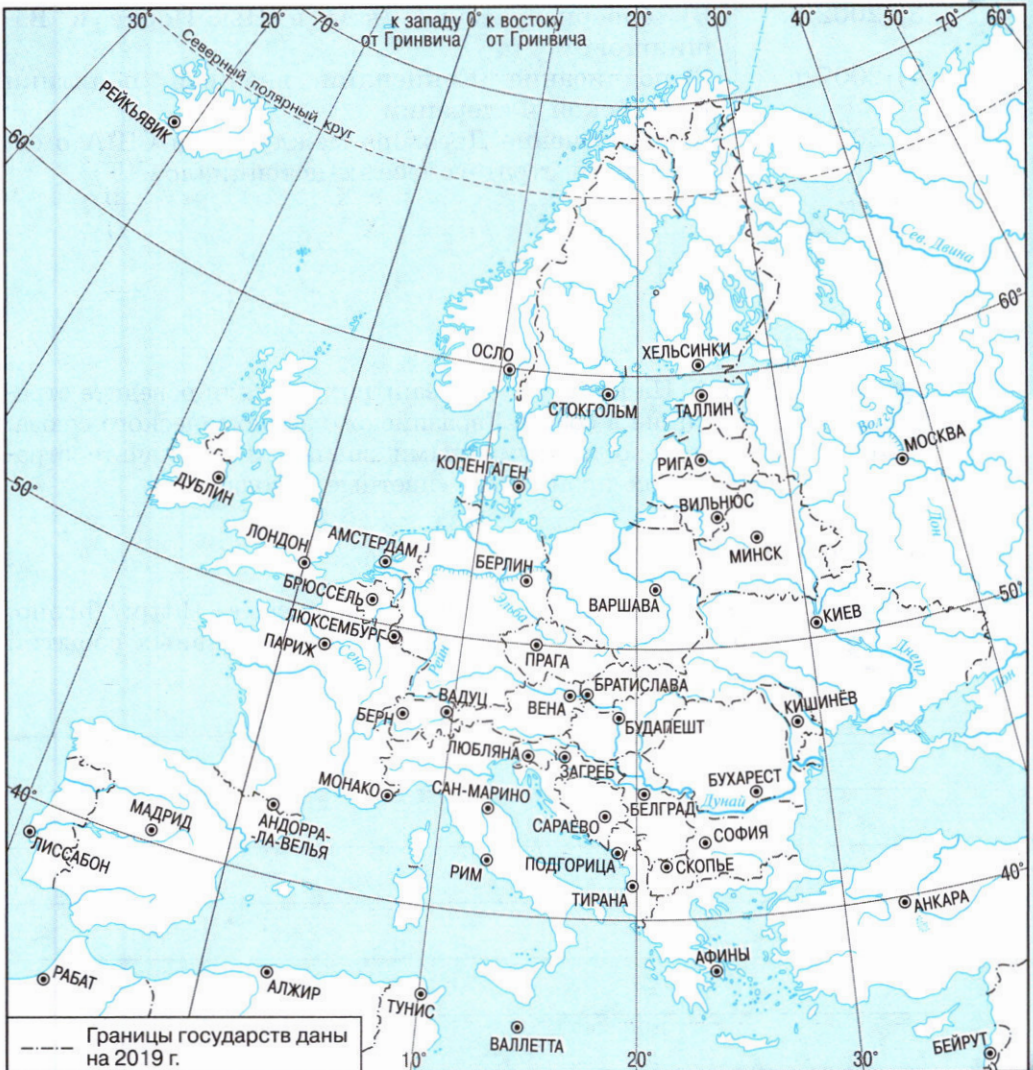 30° 20° 70° 10° к западу 0° к востоку 10° 20° 30° 70° 40° 50° 60°
от Гринвича от Гринвича
Северный полярный круг
РЕЙКЬЯВИК
60°
Сев. Двина
60°
ОСЛО
ХЕЛЬСИНКИ
СТОКГОЛЬМ
ТАЛЛИН
Волга
МОСКВА
РИГА
КОПЕНГАГЕН
50°
ДУБЛИН
ВИЛЬНЮС
Дон
МИНСК
ЛОНДОН
АМСТЕРДАМ
БЕРЛИН
БРЮССЕЛЬ
Эльба
ВАРШАВА
50°
ЛЮКСЕМБУРГ
КИЕВ
ПАРИЖ
Сена
Рейн
ПРАГА
Днепр
Дон
БРАТИСЛАВА
ВАДУЦ
ВЕНА
КИШИНЁВ
БЕРН
БУДАПЕШТ
ЛЮБЛЯНА
ЗАГРЕБ
40°
МОНАКО
САН-МАРИНО
БУХАРЕСТ
БЕЛГРАД
Дунай
МАДРИД
АНДОРРА-
ЛА-ВЕЛЬЯ
САРАЕВО
СОФИЯ
ЛИССАБОН
РИМ
ПОДГОРИЦА
СКОПЬЕ
40°
ТИРАНА
АНКАРА
АФИНЫ
РАБАТ
АЛЖИР
ТУНИС
Границы государств даны
на 2019 г.
ВАЛЛЕТТА
БЕЙРУТ
10° 20° 30°